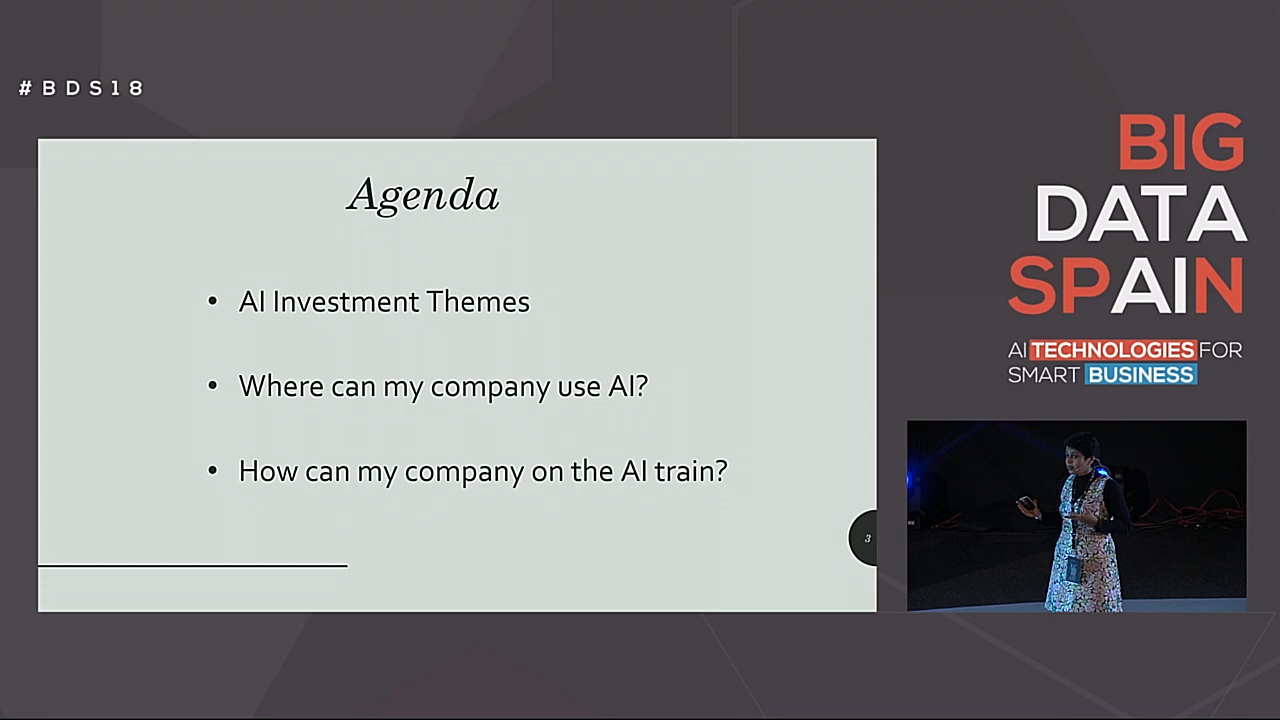 #BDS18
Agenda
• AI Investment Themes
• Where can my company use AI?
• How can my company on the AI train?
3
BIG
DATA
SPAIN
AI TECHNOLOGIES FOR
SMART BUSINESS